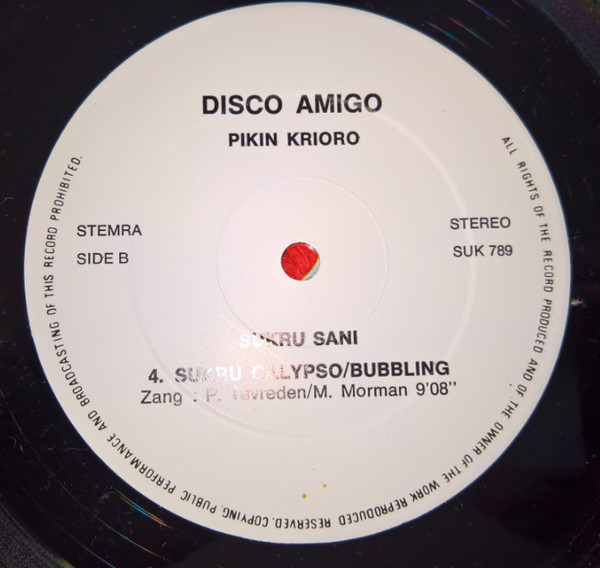 DISCO AMIGO
PIKIN KRIORO
STEMRA
SIDE B
STEREO
SUK 789
SUKRU SANI
4. SUKRU CALYPSO/BUBBLING
Zang : P. Tevreden/M. Morman 9'08"
ALL RIGHTS OF THE RECORD PRODUCED AND OF THE OWNER OF THE WORK REPRODUCED RESERVED. COPYING, PUBLIC PERFORMANCE AND BROADCASTING OF THIS RECORD PROHIBITED.